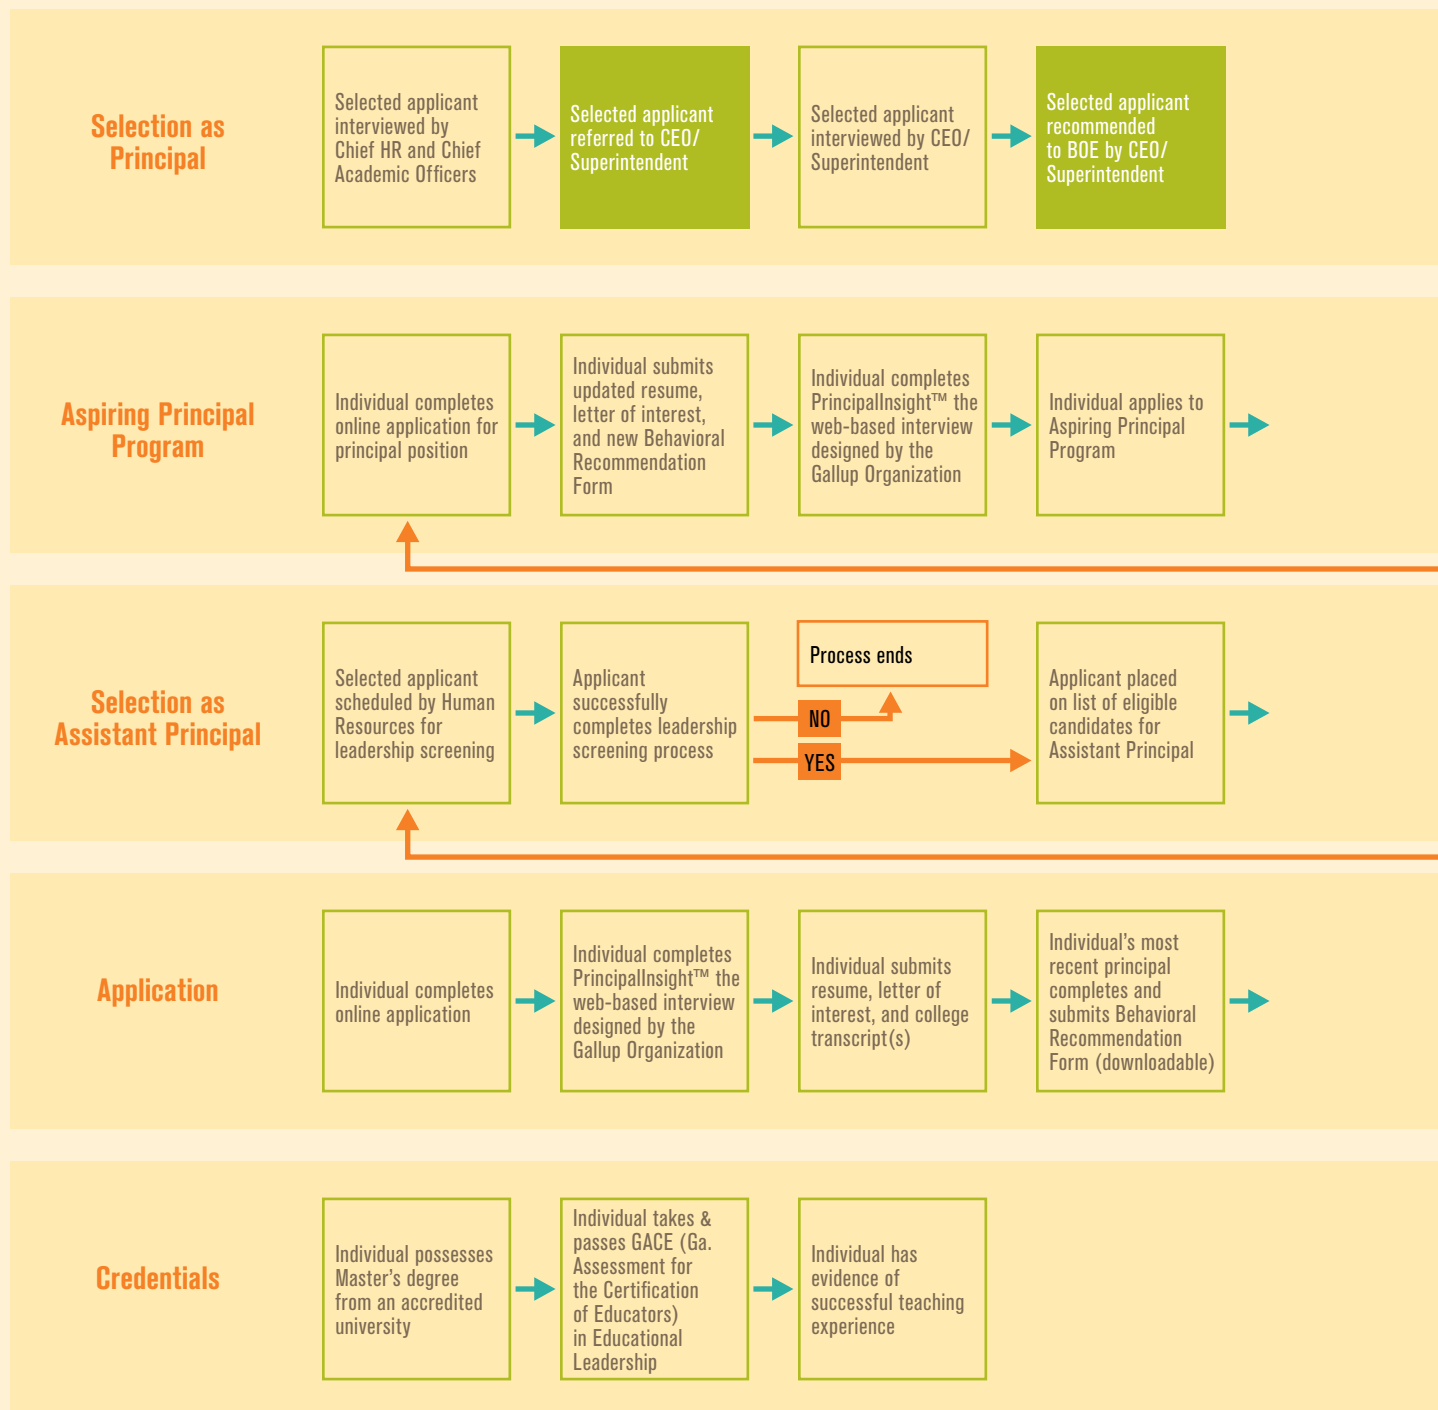 Selection as
Principal
Selected applicant
interviewed by
Chief HR and Chief
Academic Officers
Selected applicant
referred to CEO/
Superintendent
Selected applicant
interviewed by CEO/
Superintendent
Selected applicant
recommended
to BOE by CEO/
Superintendent
Aspiring Principal
Program
Individual completes
online application for
principal position
Individual submits
updated resume,
letter of interest,
and new Behavioral
Recommendation
Form
Individual completes
PrincipalInsight™ the
web-based interview
designed by the
Gallup Organization
Individual applies to
Aspiring Principal
Program
Selection as
Assistant Principal
Selected applicant
scheduled by Human
Resources for
leadership screening
Applicant
successfully
completes leadership
screening process
Process ends
NO
YES
Applicant placed
on list of eligible
candidates for
Assistant Principal
Application
Individual completes
online application
Individual completes
PrincipalInsight™ the
web-based interview
designed by the
Gallup Organization
Individual submits
resume, letter of
interest, and college
transcript(s)
Individual’s most
recent principal
completes and
submits Behavioral
Recommendation
Form (downloadable)
Credentials
Individual possesses
Master’s degree
from an accredited
university
Individual takes &
passes GACE (Ga.
Assessment for
the Certification
of Educators)
in Educational
Leadership
Individual has
evidence of
successful teaching
experience